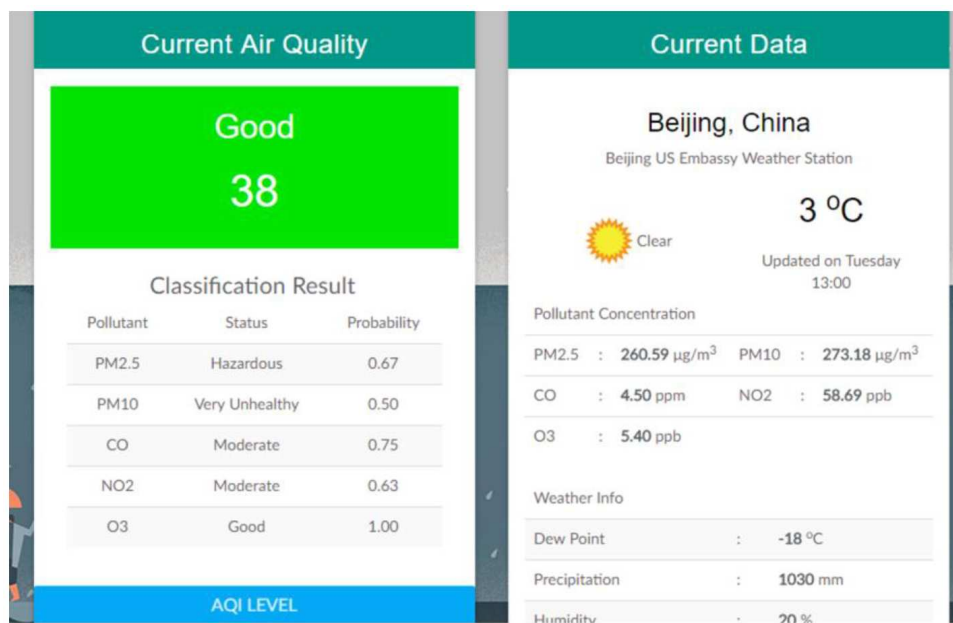 Current Air Quality
Good
38
Classification Result
Pollutant Status Probability
PM2.5 Hazardous 0.67
PM10 Very Unhealthy 0.50
CO Moderate 0.75
NO2 Moderate 0.63
O3 Good 1.00
AQI LEVEL
Current Data
Beijing, China
Beijing US Embassy Weather Station
Clear
3 ⁰C
Updated on Tuesday
13:00
Pollutant Concentration
PM2.5 : 260.59 µg/m³ PM10 : 273.18 µg/m³
CO : 4.50 ppm NO2 : 58.69 ppb
O3 : 5.40 ppb
Weather Info
Dew Point : -18 ⁰C
Precipitation : 1030 mm
Humidity : 20 %